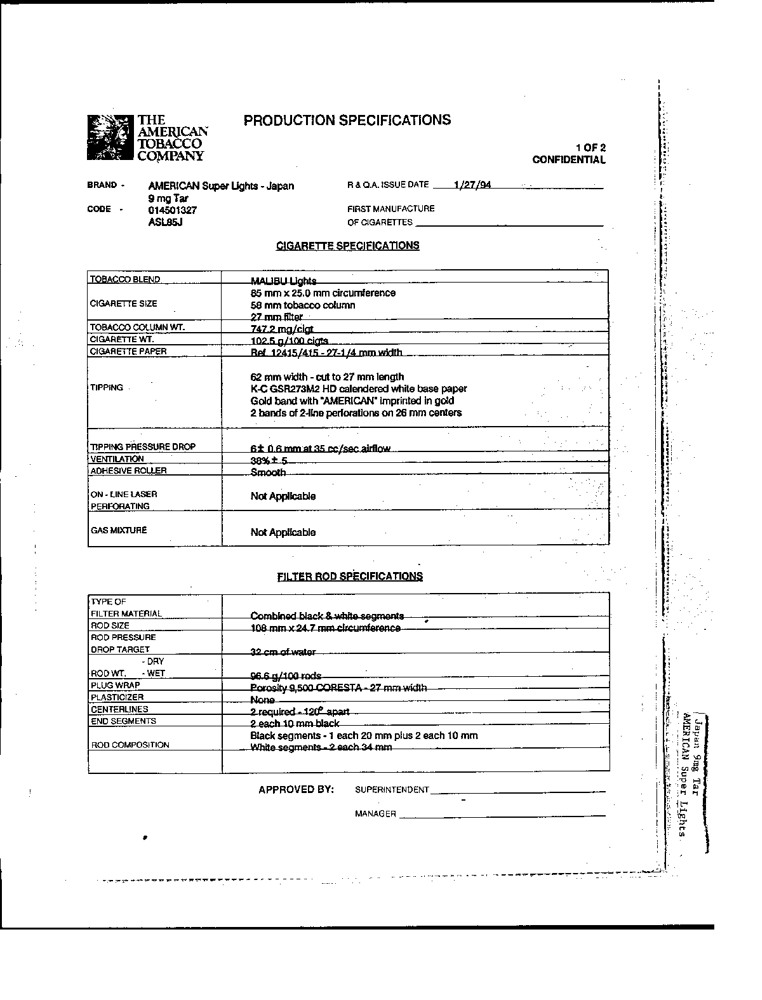 THE
AMERICAN
TOBACCO
COMPANY
PRODUCTION SPECIFICATIONS
1 OF 2
CONFIDENTIAL
BRAND - AMERICAN Super Lights - Japan R & Q.A. ISSUE DATE 1/27/94
9 mg Tar
CODE - 014501327 FIRST MANUFACTURE
ASL85J OF CIGARETTES
CIGARETTE SPECIFICATIONS
TOBACCO BLEND MALIBU Lights
85 mm x 25.0 mm circumference
CIGARETTE SIZE 58 mm tobacco column
27 mm filter
TOBACCO COLUMN WT. 747.2 mg/cigt
CIGARETTE WT. 102.5 g/100 cigts
CIGARETTE PAPER Ref. 12415/415 - 27-1/4 mm width
62 mm width - cut to 27 mm length
TIPPING K-C GSR273M2 HD calendered white base paper
Gold band with "AMERICAN" imprinted in gold
2 bands of 2-line perforations on 26 mm centers
TIPPING PRESSURE DROP 6± 0.6 mm at 35 cc/sec airflow
VENTILATION 38% ± 5
ADHESIVE ROLLER Smooth
ON - LINE LASER Not Applicable
PERFORATING
GAS MIXTURE Not Applicable
FILTER ROD SPECIFICATIONS
TYPE OF
FILTER MATERIAL Combined black & white segments
ROD SIZE 108 mm x 24.7 mm circumference
ROD PRESSURE
DROP TARGET 32 cm of water
- DRY
ROD WT. - WET 96.6 g/100 rods
PLUG WRAP Porosity 9,500 CORESTA - 27 mm width
PLASTICIZER None
CENTERLINES 2 required - 120° apart
END SEGMENTS 2 each 10 mm black
Black segments - 1 each 20 mm plus 2 each 10 mm
ROD COMPOSITION White segments - 2 each 34 mm
APPROVED BY: SUPERINTENDENT
MANAGER
Japan 9mg Tar
AMERICAN Super Lights